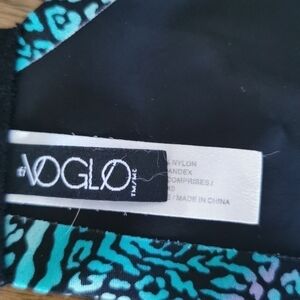 VOGLO
TM/MC
NYLON
ANDEX
COMPRISES /
/ MADE IN CHINA